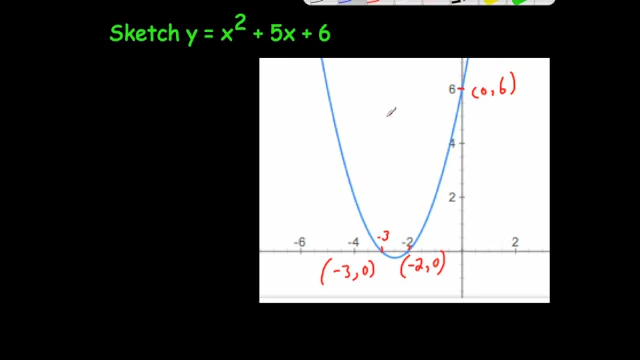 Sketch y = x² + 5x + 6
6 (0, 6)
4
2
-3
-6 -4 -2 2
(-3, 0) (-2, 0)